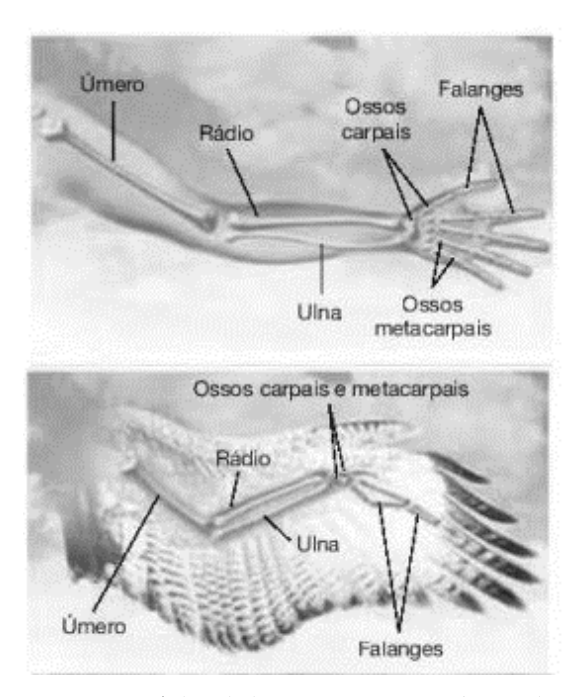 Úmero
Falanges
Ossos
carpais
Rádio
Ulna
Ossos
metacarpais
Ossos carpais e metacarpais
Rádio
Ulna
Úmero
Falanges